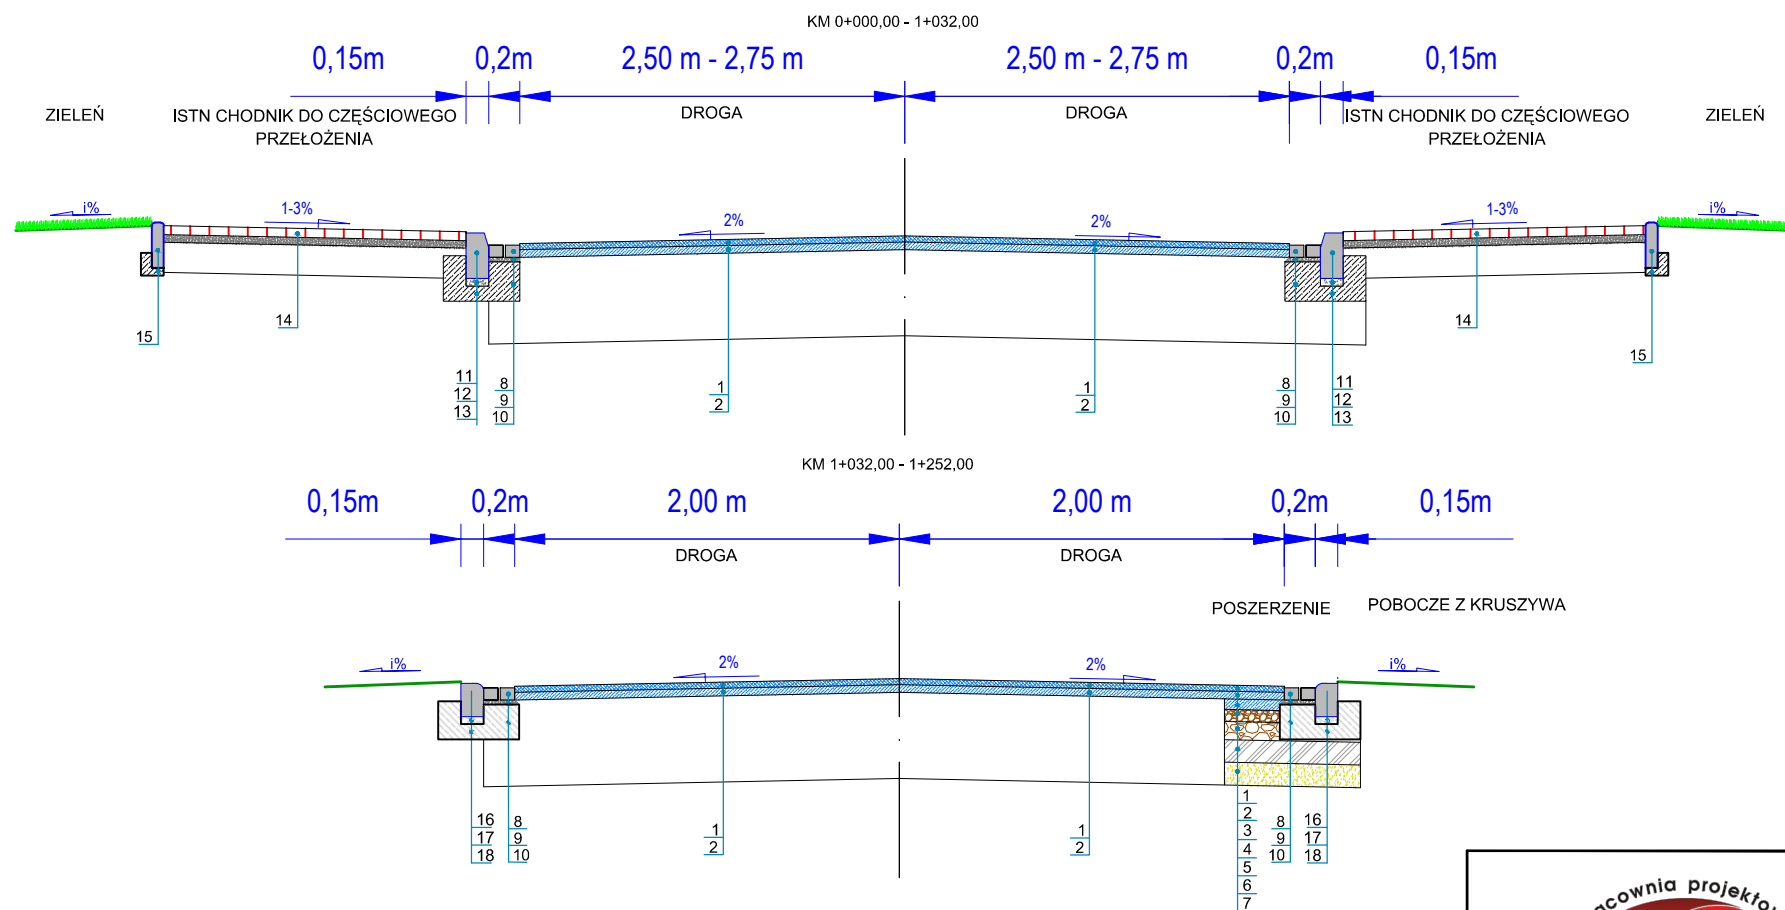 KM 0+000,00 - 1+032,00
0,15m 0,2m 2,50 m - 2,75 m 2,50 m - 2,75 m 0,2m 0,15m
ZIELEŃ ISTN CHODNIK DO CZĘŚCIOWEGO PRZEŁOŻENIA DROGA DROGA ISTN CHODNIK DO CZĘŚCIOWEGO PRZEŁOŻENIA ZIELEŃ
i% 1-3% 2% 2% 1-3% i%
15 14 14 15
11 8 1 1 8 11
12 9 2 2 9 12
13 10 10 13
KM 1+032,00 - 1+252,00
0,15m 0,2m 2,00 m 2,00 m 0,2m 0,15m
DROGA DROGA
POSZERZENIE POBOCZE Z KRUSZYWA
i% 2% 2% i%
16 8 1 1 1 8 16
17 9 2 2 2 9 17
18 10 3 10 18
4
5
6
7